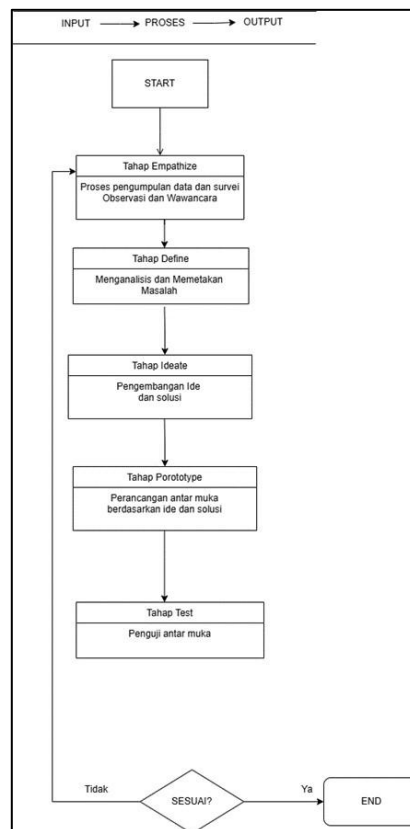 INPUT PROSES OUTPUT
START
Tahap Empathize
Proses pengumpulan data dan survei
Observasi dan Wawancara
Tahap Define
Menganalisis dan Memetakan
Masalah
Tahap Ideate
Pengembangan Ide
dan solusi
Tahap Porototype
Perancangan antar muka
berdasarkan ide dan solusi
Tahap Test
Penguji antar muka
Tidak
SESUAI?
Ya
END